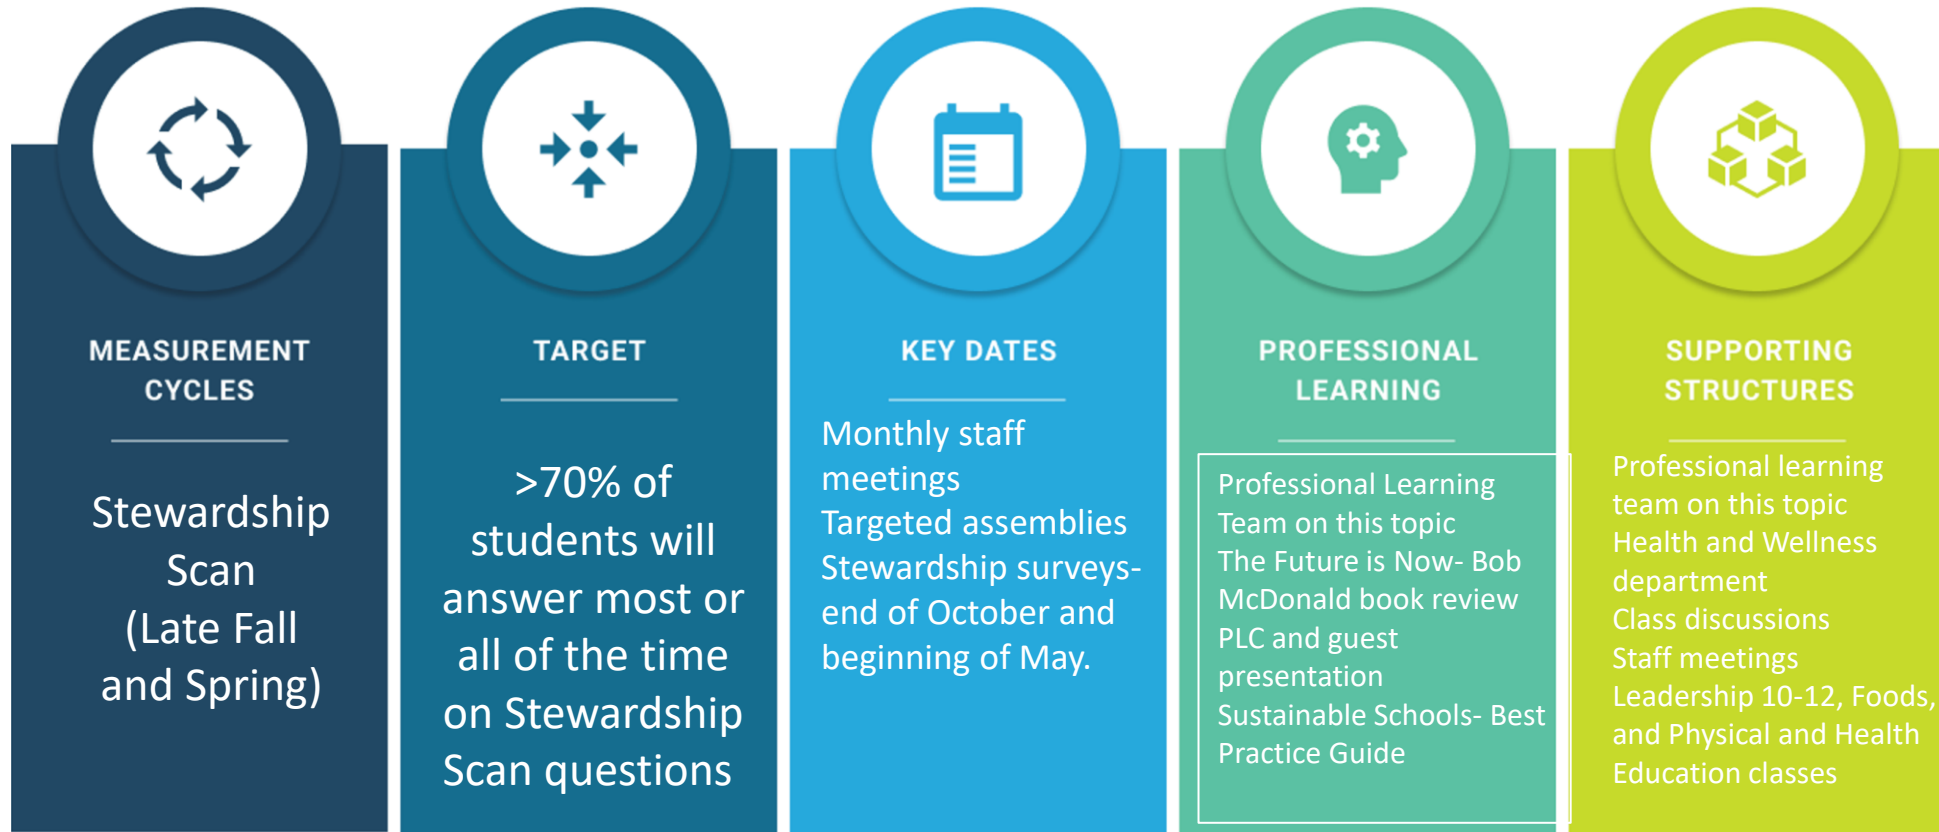 MEASUREMENT
CYCLES
Stewardship
Scan
(Late Fall
and Spring)
TARGET
>70% of
students will
answer most or
all of the time
on Stewardship
Scan questions
KEY DATES
Monthly staff
meetings
Targeted assemblies
Stewardship surveys-
end of October and
beginning of May.
PROFESSIONAL
LEARNING
Professional Learning
Team on this topic
The Future is Now- Bob
McDonald book review
PLC and guest
presentation
Sustainable Schools- Best
Practice Guide
SUPPORTING
STRUCTURES
Professional learning
team on this topic
Health and Wellness
department
Class discussions
Staff meetings
Leadership 10-12, Foods,
and Physical and Health
Education classes